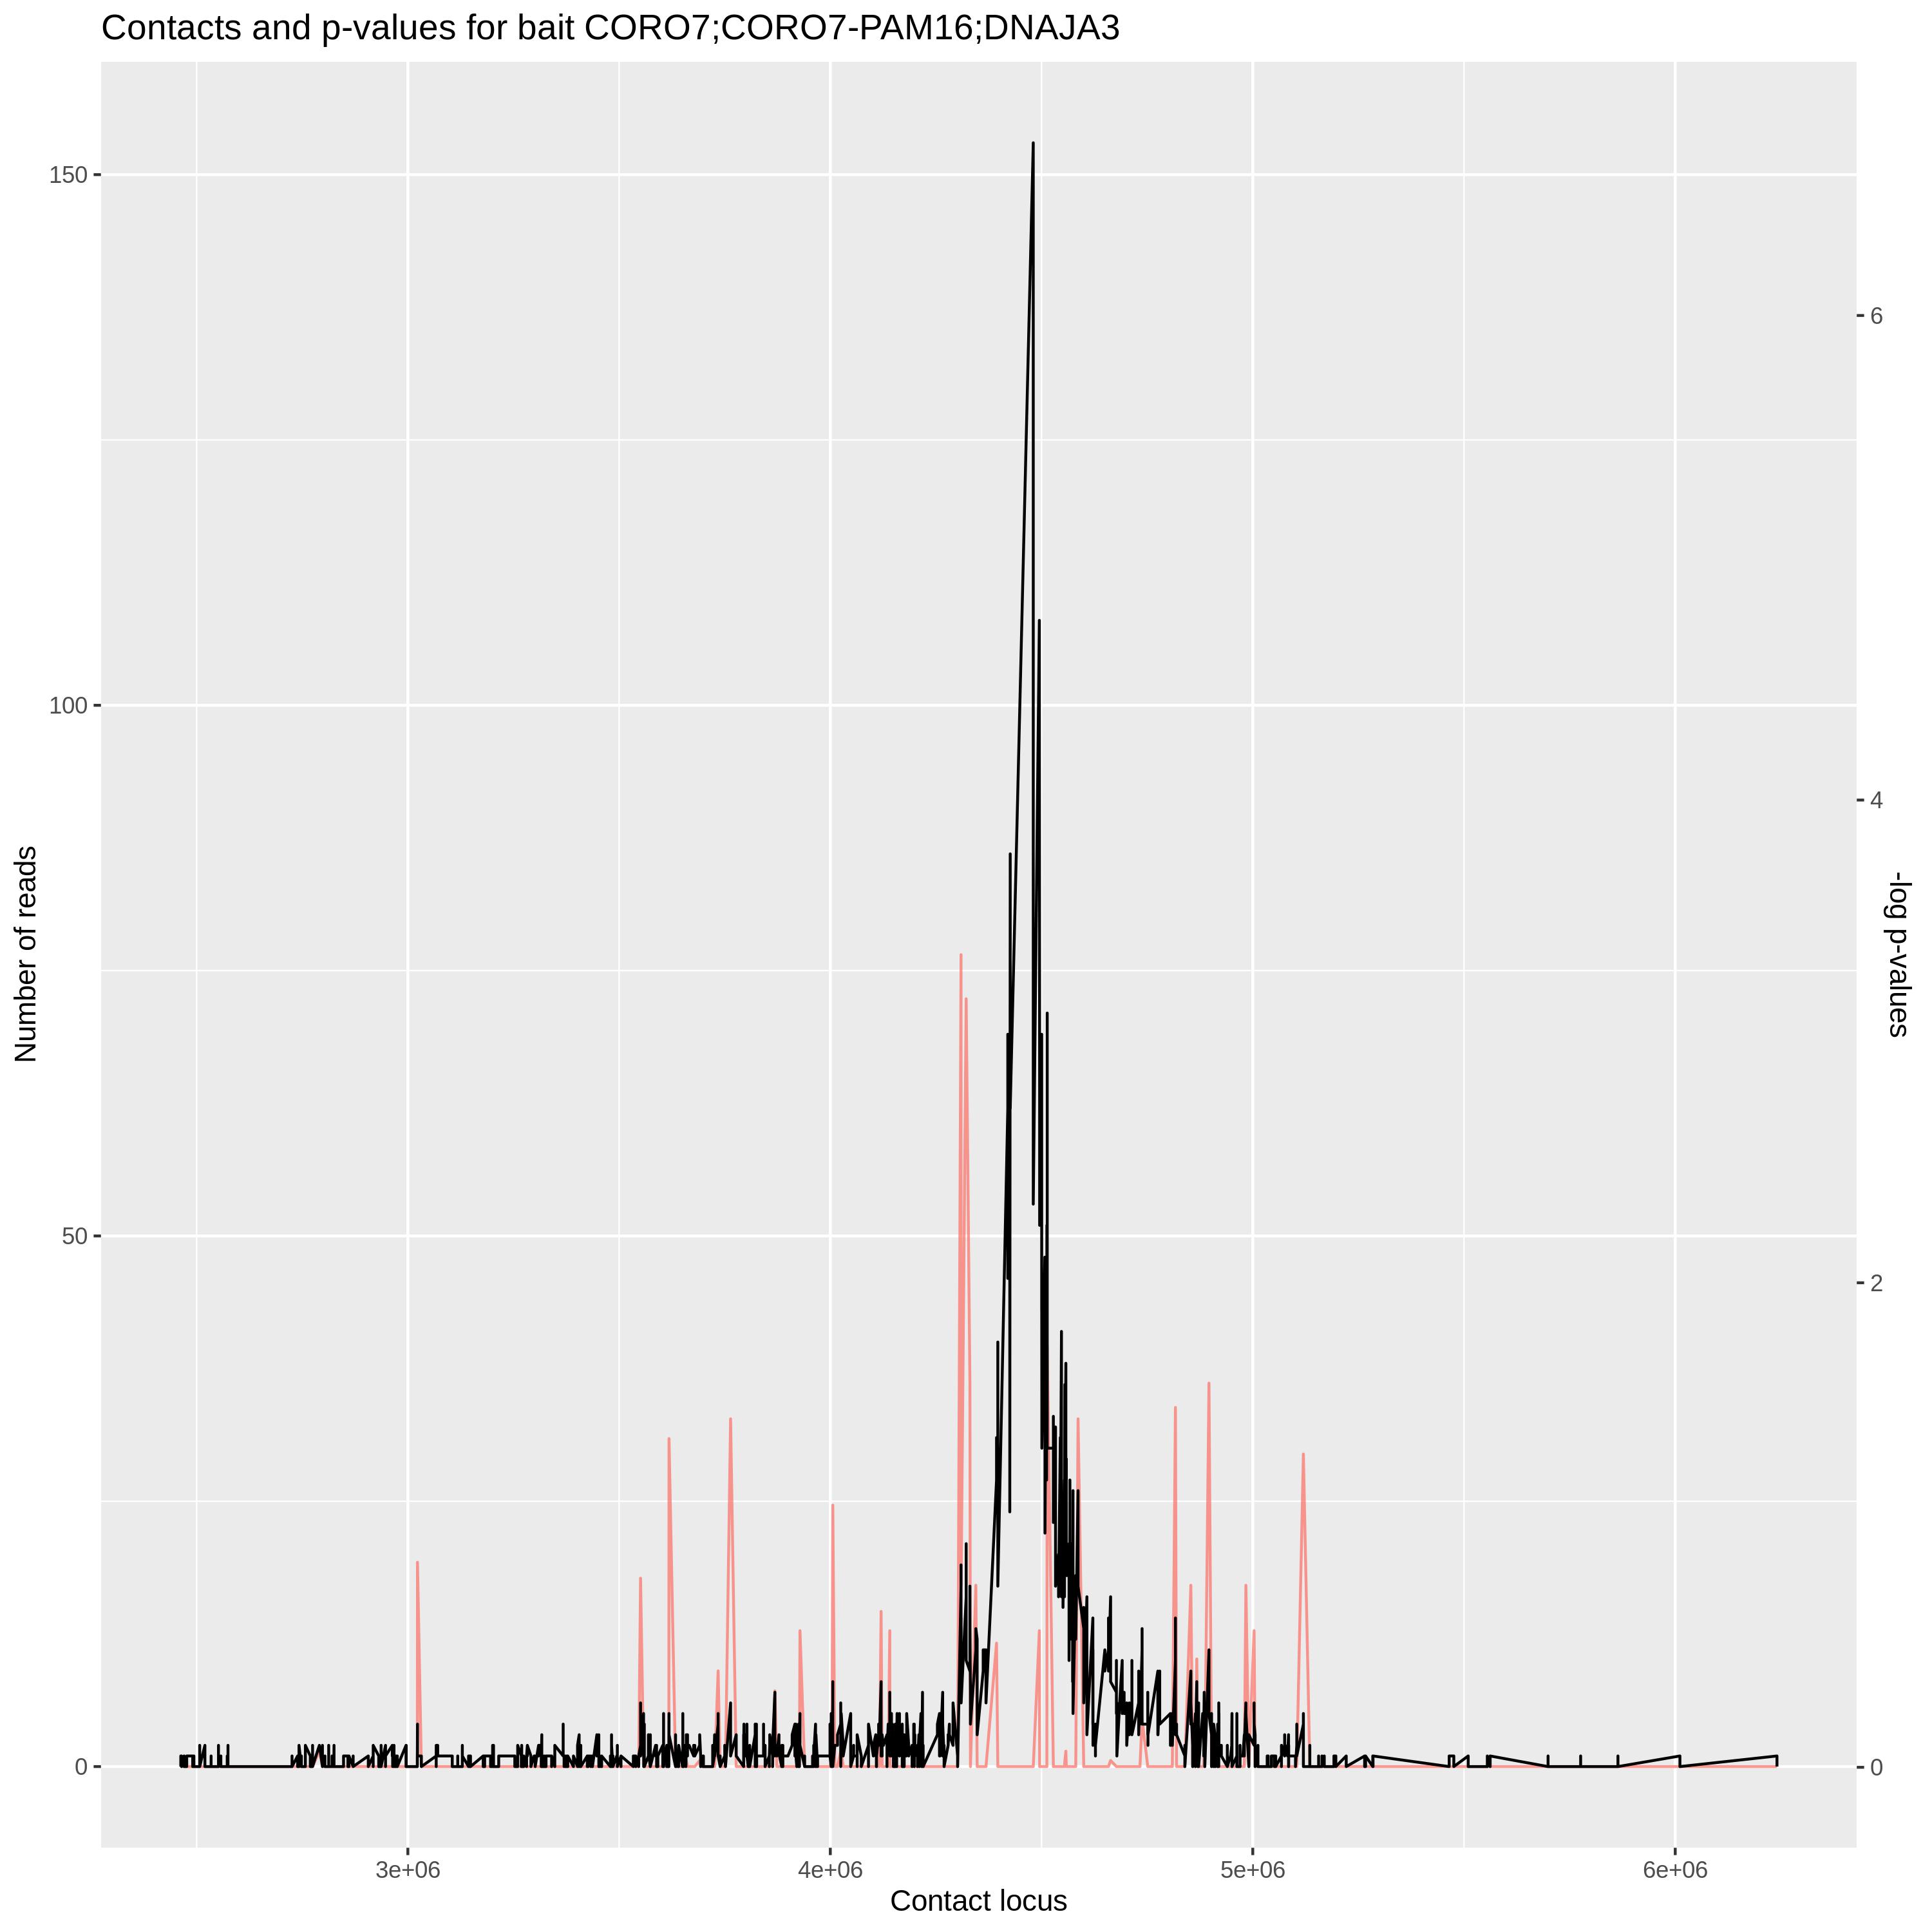 Contacts and p-values for bait CORO7;CORO7-PAM16;DNAJA3
150
100
50
0
Number of reads
6
4
2
0
-log p-values
3e+06
4e+06
5e+06
6e+06
Contact locus